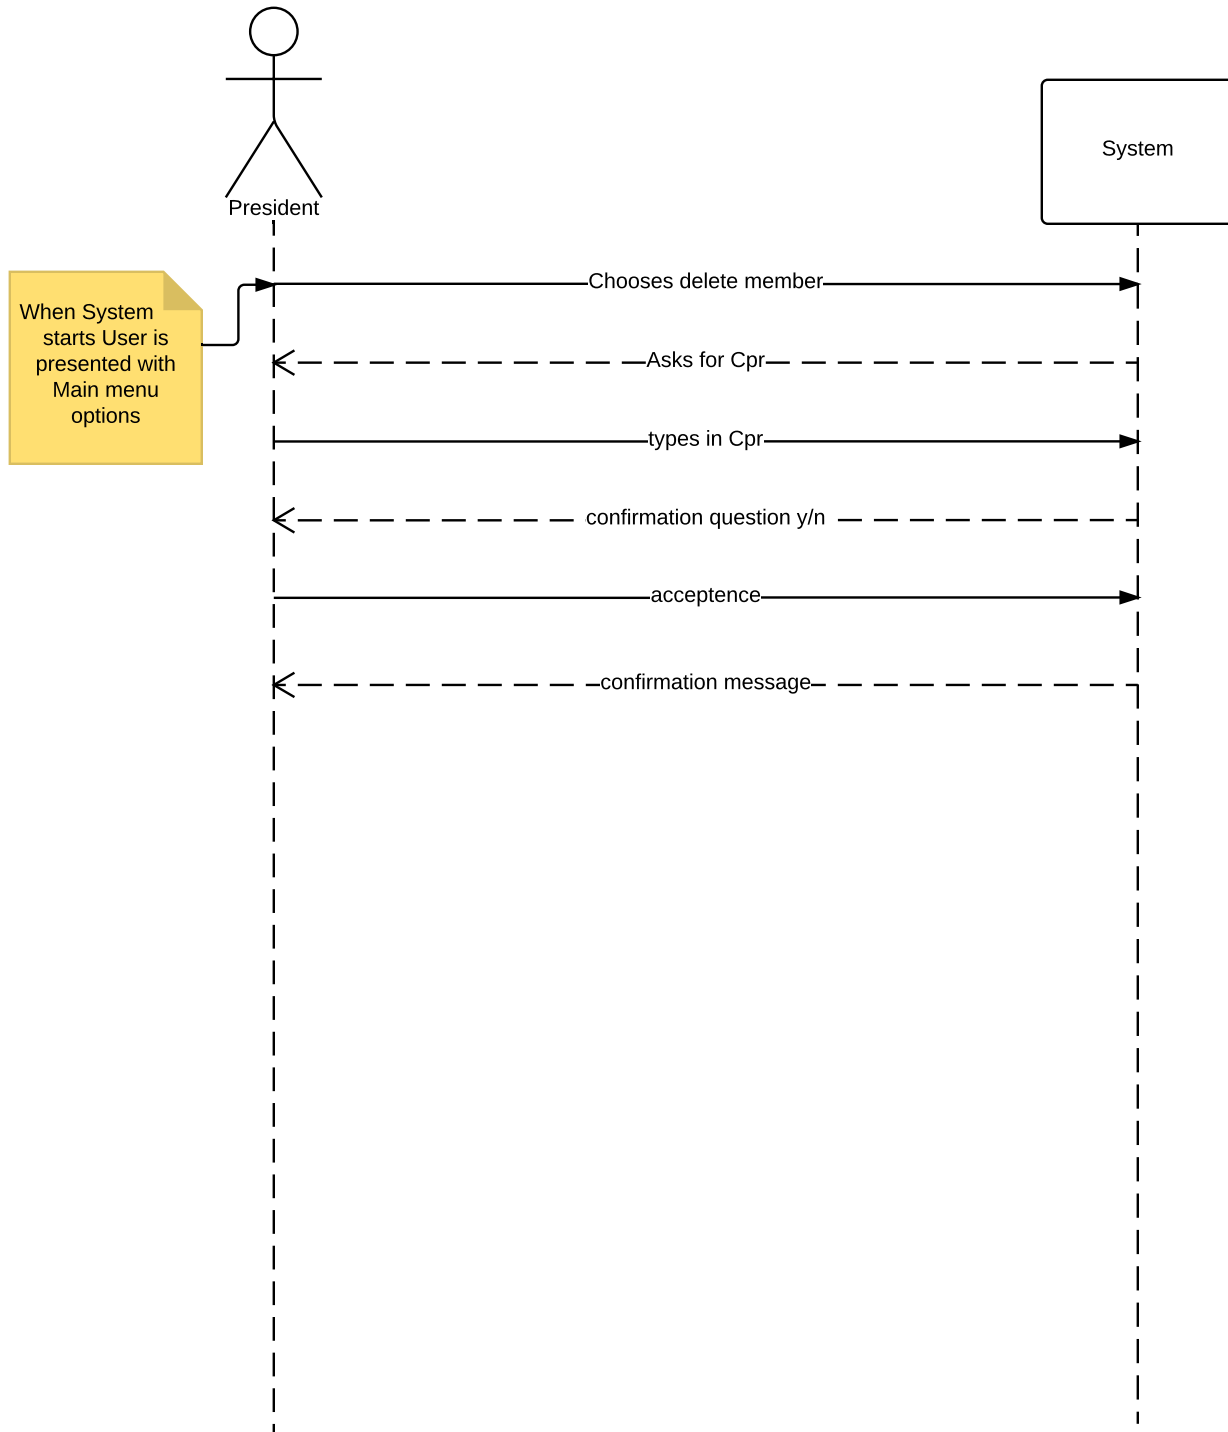 President
System
When System
starts User is
presented with
Main menu
options
Chooses delete member
Asks for Cpr
types in Cpr
confirmation question y/n
acceptence
confirmation message